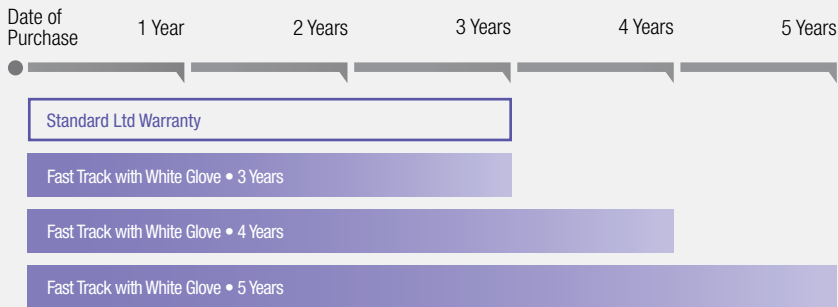 Date of
Purchase
1 Year
2 Years
3 Years
4 Years
5 Years
Standard Ltd Warranty
Fast Track with White Glove • 3 Years
Fast Track with White Glove • 4 Years
Fast Track with White Glove • 5 Years